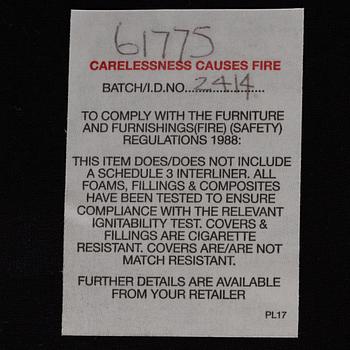 61775
CARELESSNESS CAUSES FIRE
BATCH/I.D.NO...2414......
TO COMPLY WITH THE FURNITURE
AND FURNISHINGS(FIRE) (SAFETY)
REGULATIONS 1988:
THIS ITEM DOES/DOES NOT INCLUDE
A SCHEDULE 3 INTERLINER. ALL
FOAMS, FILLINGS & COMPOSITES
HAVE BEEN TESTED TO ENSURE
COMPLIANCE WITH THE RELEVANT
IGNITABILITY TEST. COVERS &
FILLINGS ARE CIGARETTE
RESISTANT. COVERS ARE/ARE NOT
MATCH RESISTANT.
FURTHER DETAILS ARE AVAILABLE
FROM YOUR RETAILER
PL17